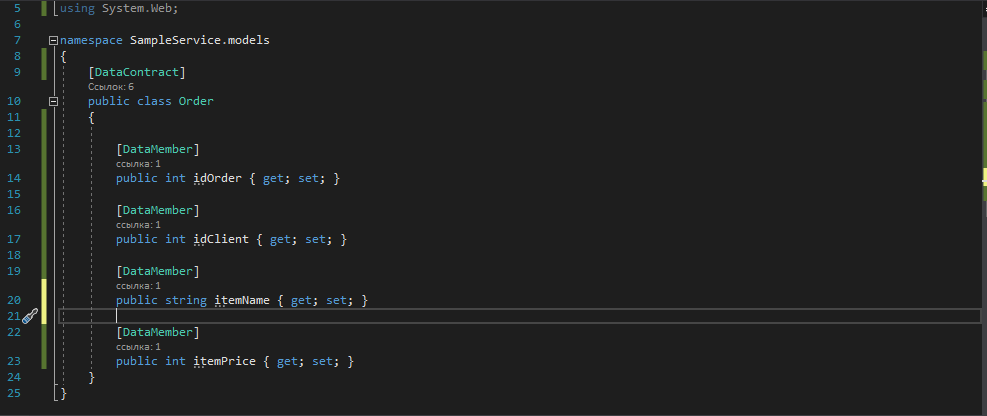 5 using System.Web;
6
7 namespace SampleService.models
8 {
9 [DataContract]
Ссылок: 6
10 public class Order
11 {
12
13 [DataMember]
ссылка: 1
14 public int idOrder { get; set; }
15
16 [DataMember]
ссылка: 1
17 public int idClient { get; set; }
18
19 [DataMember]
ссылка: 1
20 public string itemName { get; set; }
21
22 [DataMember]
ссылка: 1
23 public int itemPrice { get; set; }
24 }
25 }